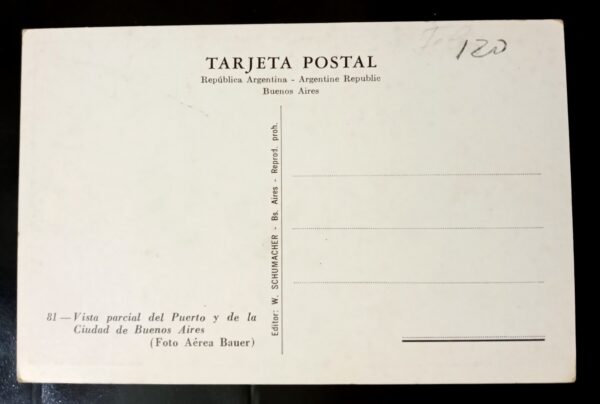 120
TARJETA POSTAL
República Argentina - Argentine Republic
Buenos Aires
Editor: W. SCHUMACHER - Bs. Aires - Reprod. proh.
81 — Vista parcial del Puerto y de la
Ciudad de Buenos Aires
(Foto Aérea Bauer)